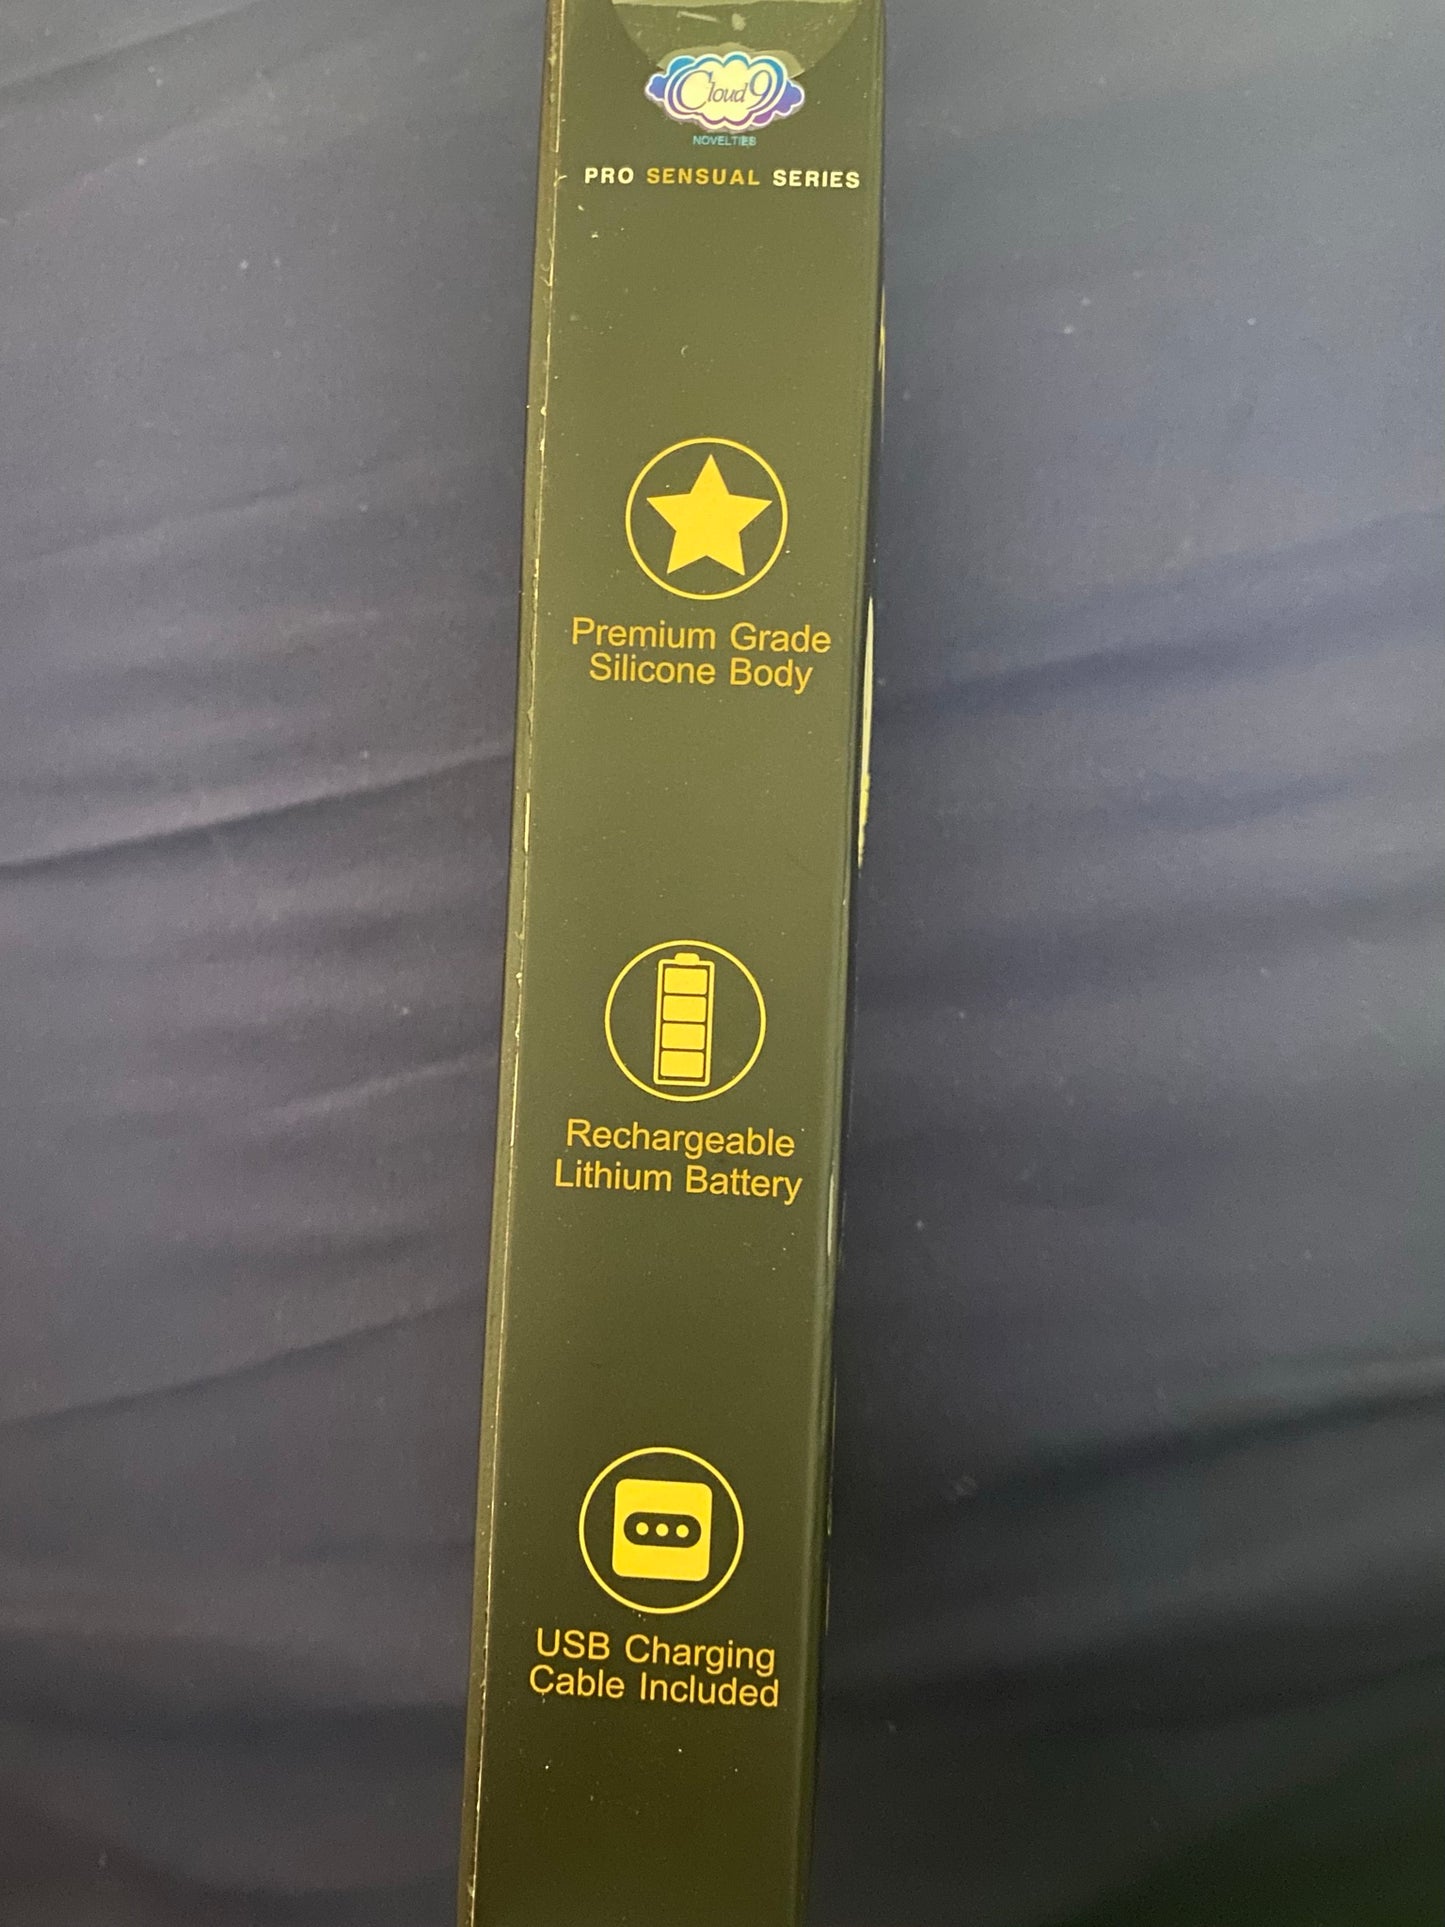 Cloud 9
NOVELTIES
PRO SENSUAL SERIES
Premium Grade
Silicone Body
Rechargeable
Lithium Battery
USB Charging
Cable Included